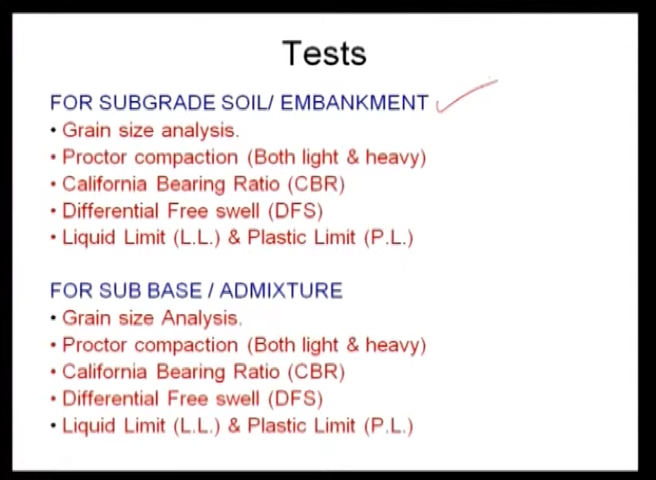 Tests
FOR SUBGRADE SOIL/ EMBANKMENT
• Grain size analysis.
• Proctor compaction (Both light & heavy)
• California Bearing Ratio (CBR)
• Differential Free swell (DFS)
• Liquid Limit (L.L.) & Plastic Limit (P.L.)
FOR SUB BASE / ADMIXTURE
• Grain size Analysis.
• Proctor compaction (Both light & heavy)
• California Bearing Ratio (CBR)
• Differential Free swell (DFS)
• Liquid Limit (L.L.) & Plastic Limit (P.L.)